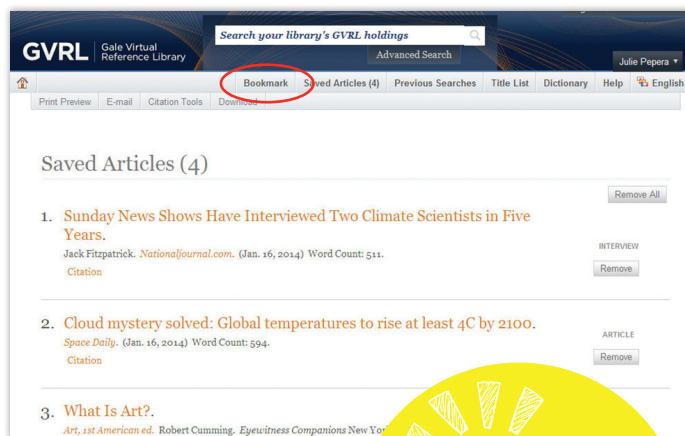 Search your library's GVRL holdings
GVRL Gale Virtual
Reference Library
Advanced Search
Julie Pepera
Bookmark Saved Articles (4) Previous Searches Title List Dictionary Help English
Print Preview E-mail Citation Tools Download
Saved Articles (4)
Remove All
1. Sunday News Shows Have Interviewed Two Climate Scientists in Five
Years.
Jack Fitzpatrick. Nationaljournal.com. (Jan. 16, 2014) Word Count: 511.
INTERVIEW
Citation
Remove
2. Cloud mystery solved: Global temperatures to rise at least 4C by 2100.
Space Daily. (Jan. 16, 2014) Word Count: 594.
ARTICLE
Citation
Remove
3. What Is Art?.
Art, 1st American ed. Robert Cumming. Eyewitness Companions New